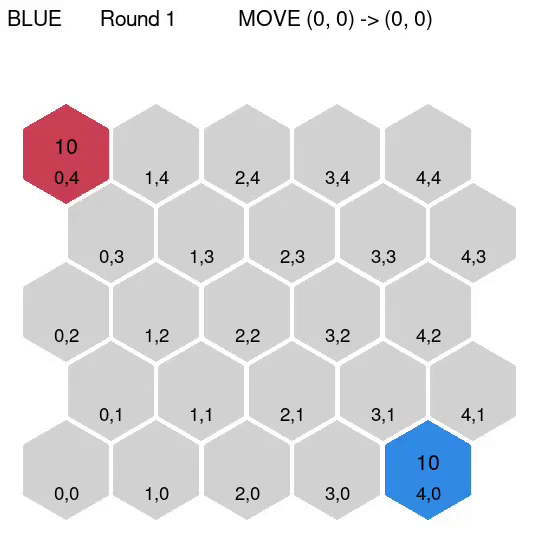 BLUE Round 1 MOVE (0, 0) -> (0, 0)
10
0,4 1,4 2,4 3,4 4,4
0,3 1,3 2,3 3,3 4,3
0,2 1,2 2,2 3,2 4,2
0,1 1,1 2,1 3,1 4,1
10
0,0 1,0 2,0 3,0 4,0